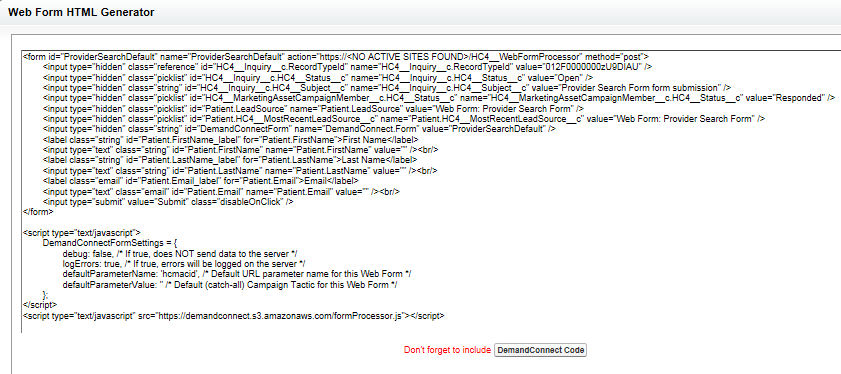 Web Form HTML Generator
<form id="ProviderSearchDefault" name="ProviderSearchDefault" action="https://<NO ACTIVE SITES FOUND>/HC4__WebFormProcessor" method="post">
<input type="hidden" class="reference" id="HC4__Inquiry__c.RecordTypeId" name="HC4__Inquiry__c.RecordTypeId" value="012F0000000zU9DIAU" />
<input type="hidden" class="picklist" id="HC4__Inquiry__c.HC4__Status__c" name="HC4__Inquiry__c.HC4__Status__c" value="Open" />
<input type="hidden" class="string" id="HC4__Inquiry__c.HC4__Subject__c" name="HC4__Inquiry__c.HC4__Subject__c" value="Provider Search Form form submission" />
<input type="hidden" class="picklist" id="HC4__MarketingAssetCampaignMember__c.HC4__Status__c" name="HC4__MarketingAssetCampaignMember__c.HC4__Status__c" value="Responded" />
<input type="hidden" class="picklist" id="Patient.LeadSource" name="Patient.LeadSource" value="Web Form: Provider Search Form" />
<input type="hidden" class="picklist" id="Patient.HC4__MostRecentLeadSource__c" name="Patient.HC4__MostRecentLeadSource__c" value="Web Form: Provider Search Form" />
<input type="hidden" class="string" id="DemandConnectForm" name="DemandConnect.Form" value="ProviderSearchDefault" />
<label class="string" id="Patient.FirstName_label" for="Patient.FirstName">First Name</label>
<input type="text" class="string" id="Patient.FirstName" name="Patient.FirstName" value="" /><br/>
<label class="string" id="Patient.LastName_label" for="Patient.LastName">Last Name</label>
<input type="text" class="string" id="Patient.LastName" name="Patient.LastName" value="" /><br/>
<label class="email" id="Patient.Email_label" for="Patient.Email">Email</label>
<input type="text" class="email" id="Patient.Email" name="Patient.Email" value="" /><br/>
<input type="submit" value="Submit" class="disableOnClick" />
</form>
<script type="text/javascript">
DemandConnectFormSettings = {
debug: false, /* If true, does NOT send data to the server */
logErrors: true, /* If true, errors will be logged on the server */
defaultParameterName: 'hcmacid', /* Default URL parameter name for this Web Form */
defaultParameterValue: '' /* Default (catch-all) Campaign Tactic for this Web Form */
};
</script>
<script type="text/javascript" src="https://demandconnect.s3.amazonaws.com/formProcessor.js"></script>
Don't forget to include DemandConnect Code